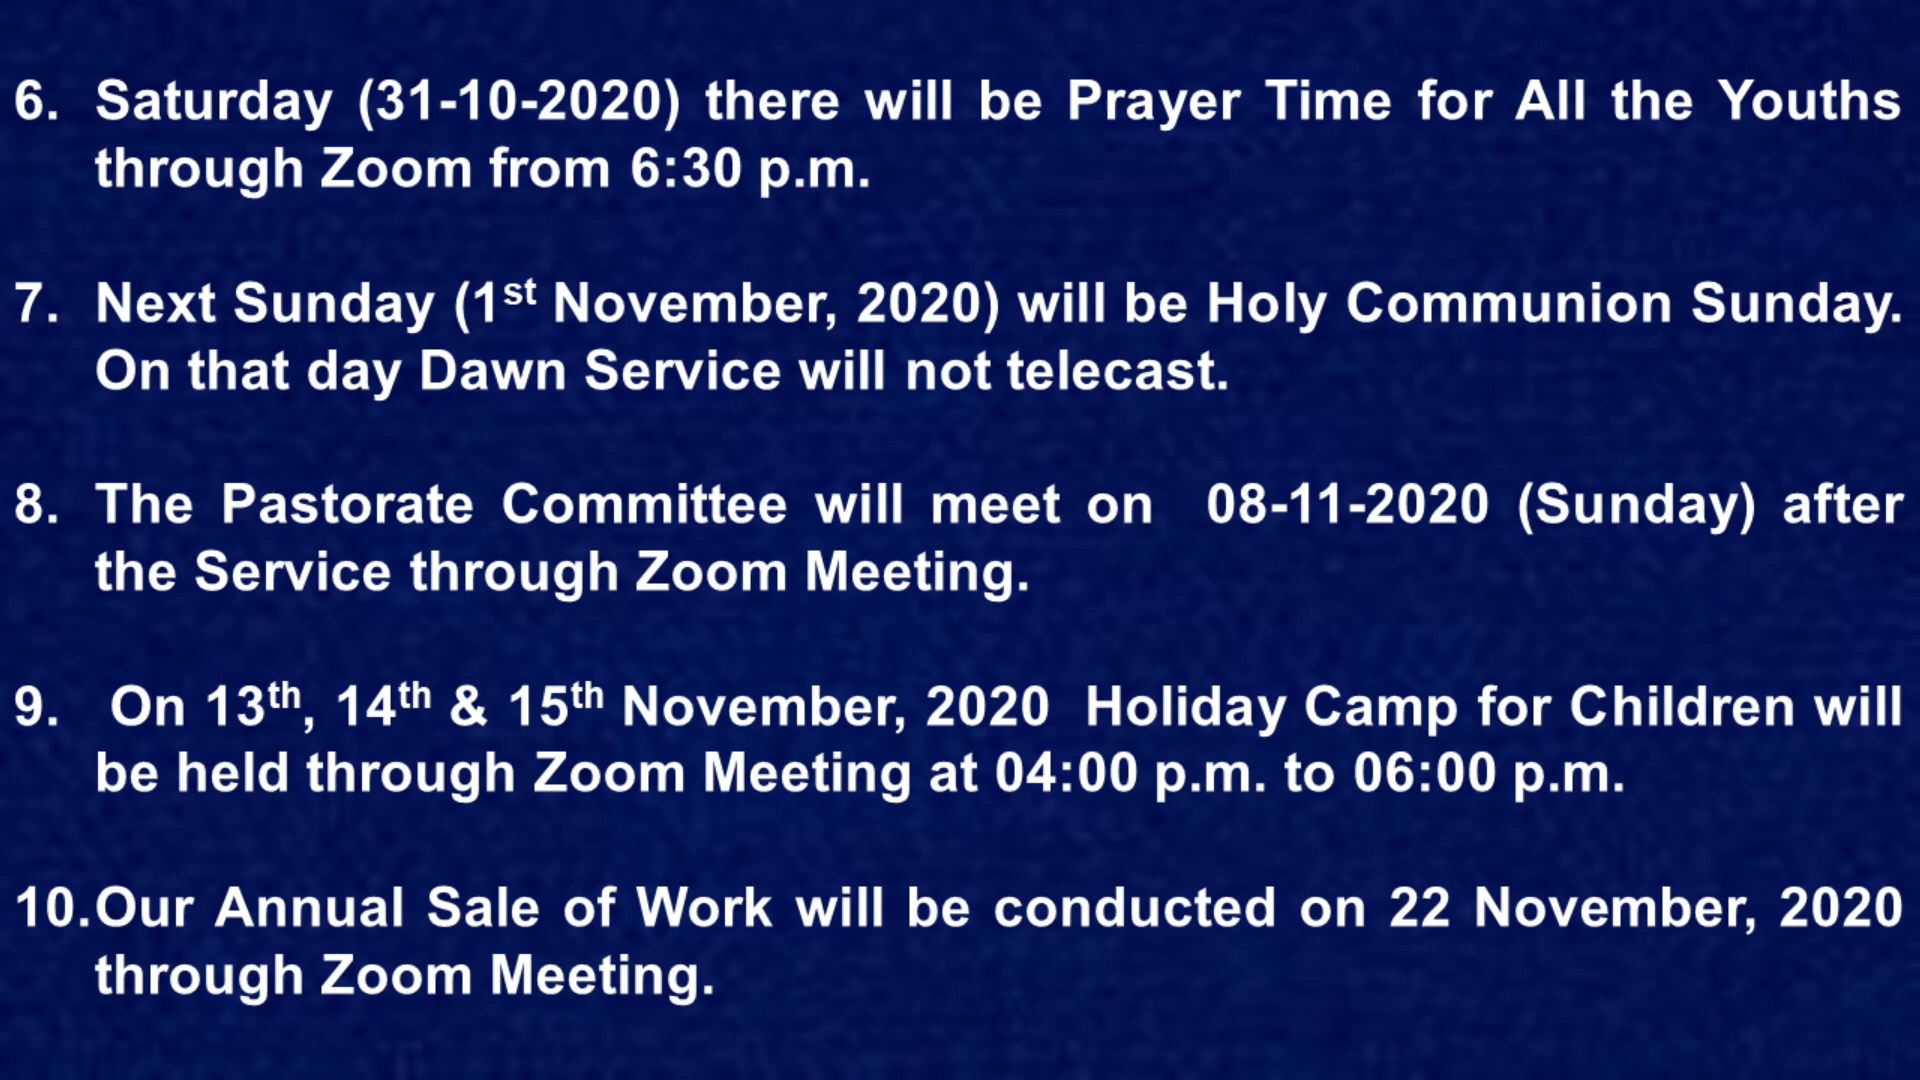 6. Saturday (31-10-2020) there will be Prayer Time for All the Youths
through Zoom from 6:30 p.m.
7. Next Sunday (1st November, 2020) will be Holy Communion Sunday.
On that day Dawn Service will not telecast.
8. The Pastorate Committee will meet on 08-11-2020 (Sunday) after
the Service through Zoom Meeting.
9. On 13th, 14th & 15th November, 2020 Holiday Camp for Children will
be held through Zoom Meeting at 04:00 p.m. to 06:00 p.m.
10.Our Annual Sale of Work will be conducted on 22 November, 2020
through Zoom Meeting.